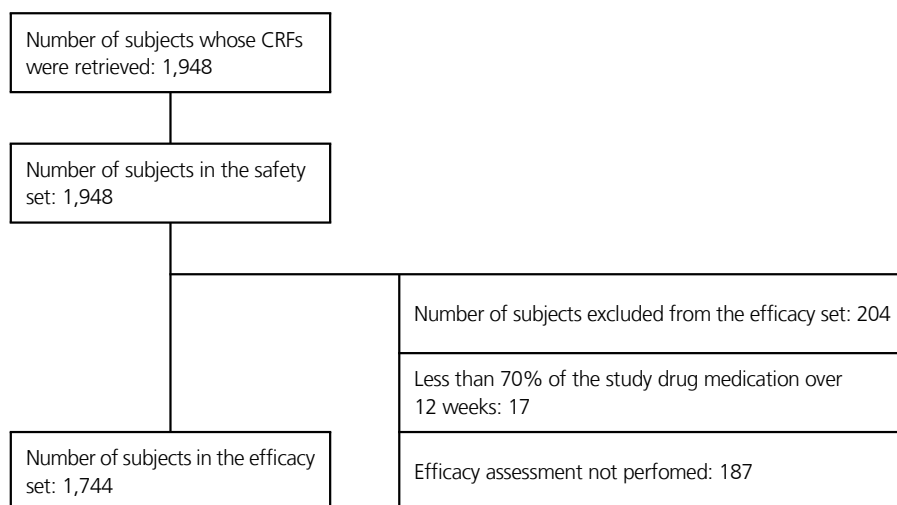 Number of subjects whose CRFs
were retrieved: 1,948
Number of subjects in the safety
set: 1,948
Number of subjects excluded from the efficacy set: 204
Less than 70% of the study drug medication over
12 weeks: 17
Efficacy assessment not perfomed: 187
Number of subjects in the efficacy
set: 1,744